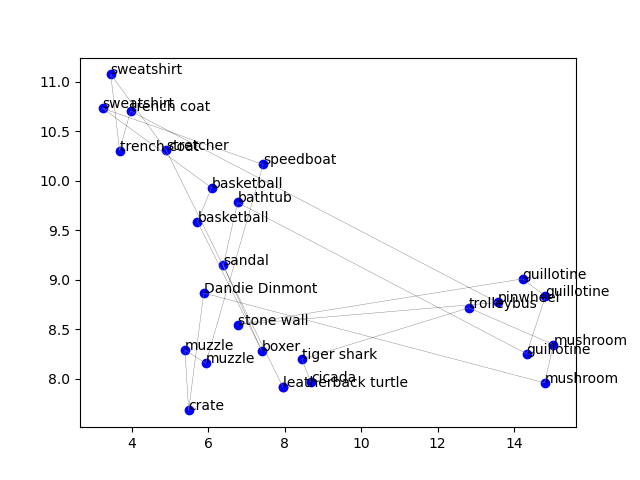 11.0
10.5
10.0
9.5
9.0
8.5
8.0
sweatshirt
sweatshirt
trench coat
trench coat
stretcher
speedboat
basketball
bathtub
basketball
sandal
guillotine
Dandie Dinmont
guillotine
pinwheel
trolleybus
stone wall
mushroom
muzzle
boxer
guillotine
tiger shark
muzzle
cicada
mushroom
leatherback turtle
crate
4
6
8
10
12
14